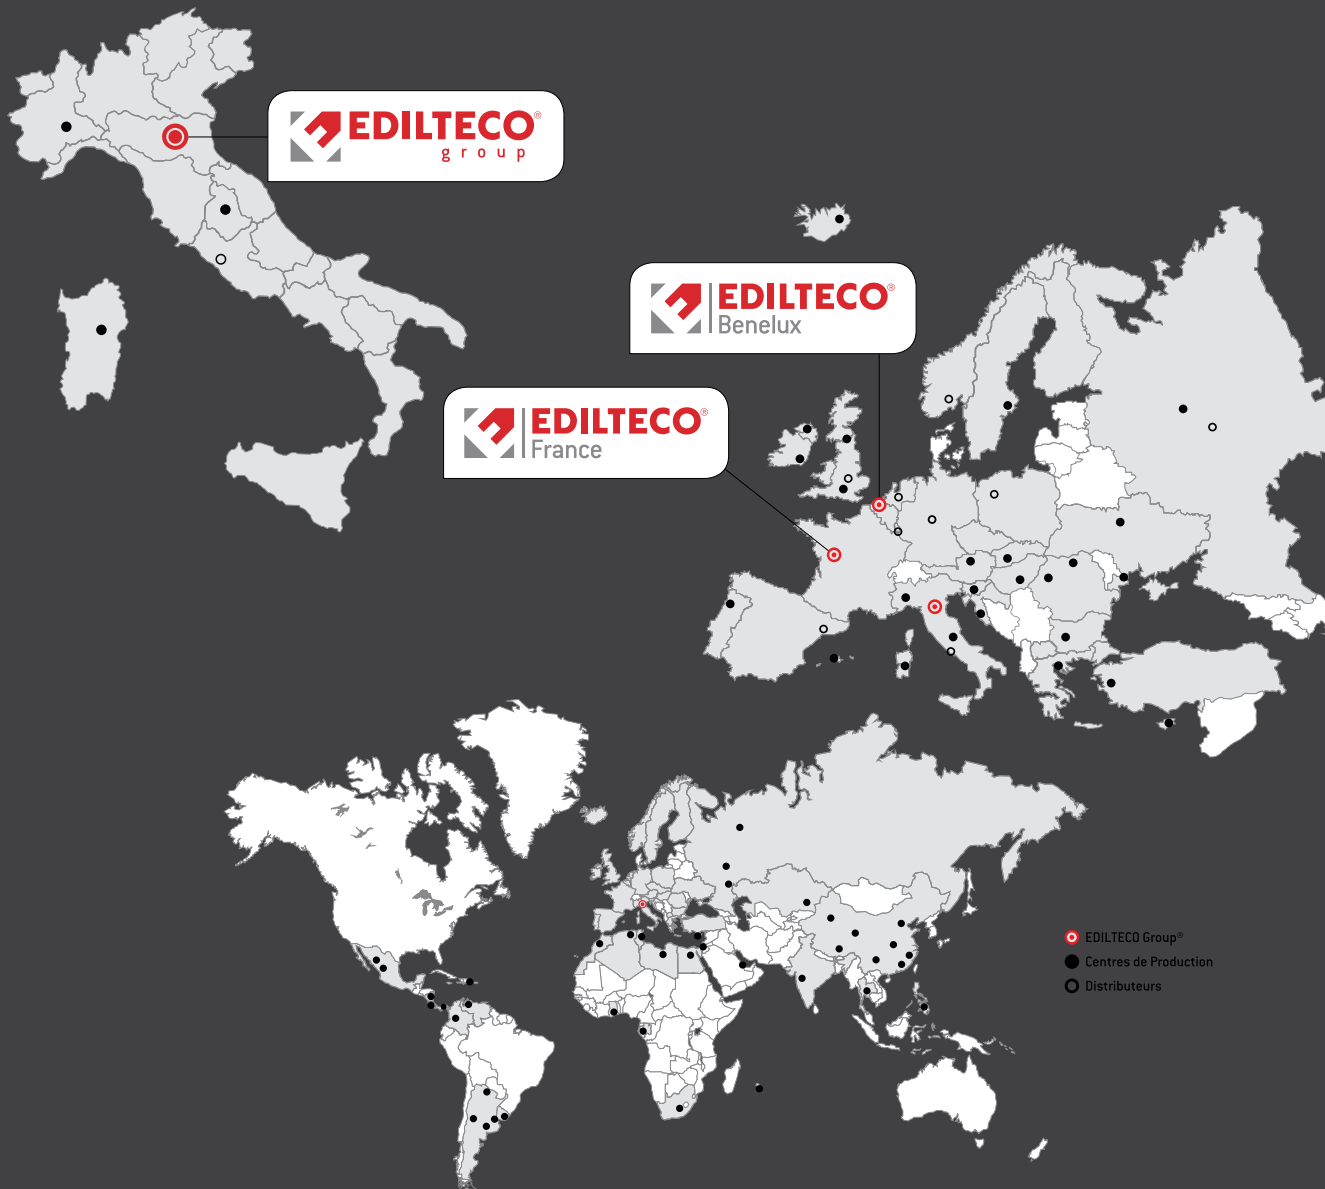 EDILTECO®
group
EDILTECO®
Benelux
EDILTECO®
France
EDILTECO Group®
Centres de Production
Distributeurs